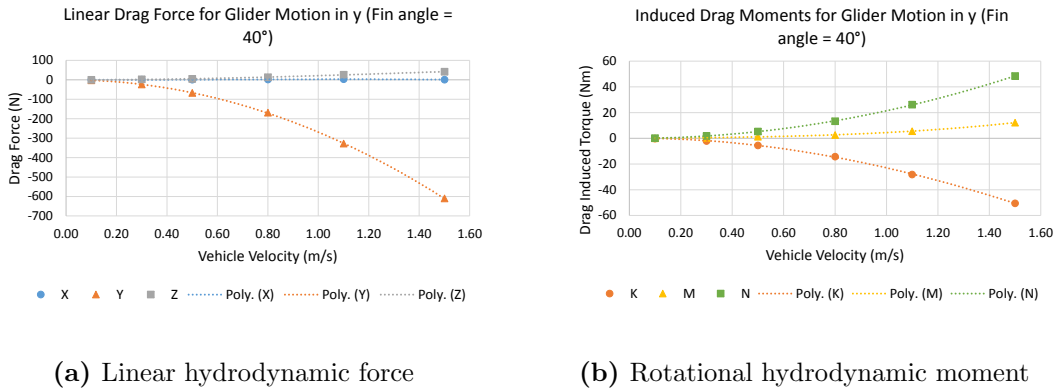 Linear Drag Force for Glider Motion in y (Fin angle =
40°)
Drag Force (N)
100
0
-100
-200
-300
-400
-500
-600
-700
0.00 0.20 0.40 0.60 0.80 1.00 1.20 1.40 1.60
Vehicle Velocity (m/s)
X Y Z Poly. (X) Poly. (Y) Poly. (Z)
(a) Linear hydrodynamic force
Induced Drag Moments for Glider Motion in y (Fin
angle = 40°)
Drag Induced Torque (Nm)
60
40
20
0
-20
-40
-60
0.00 0.20 0.40 0.60 0.80 1.00 1.20 1.40 1.60
Vehicle Velocity (m/s)
K M N Poly. (K) Poly. (M) Poly. (N)
(b) Rotational hydrodynamic moment